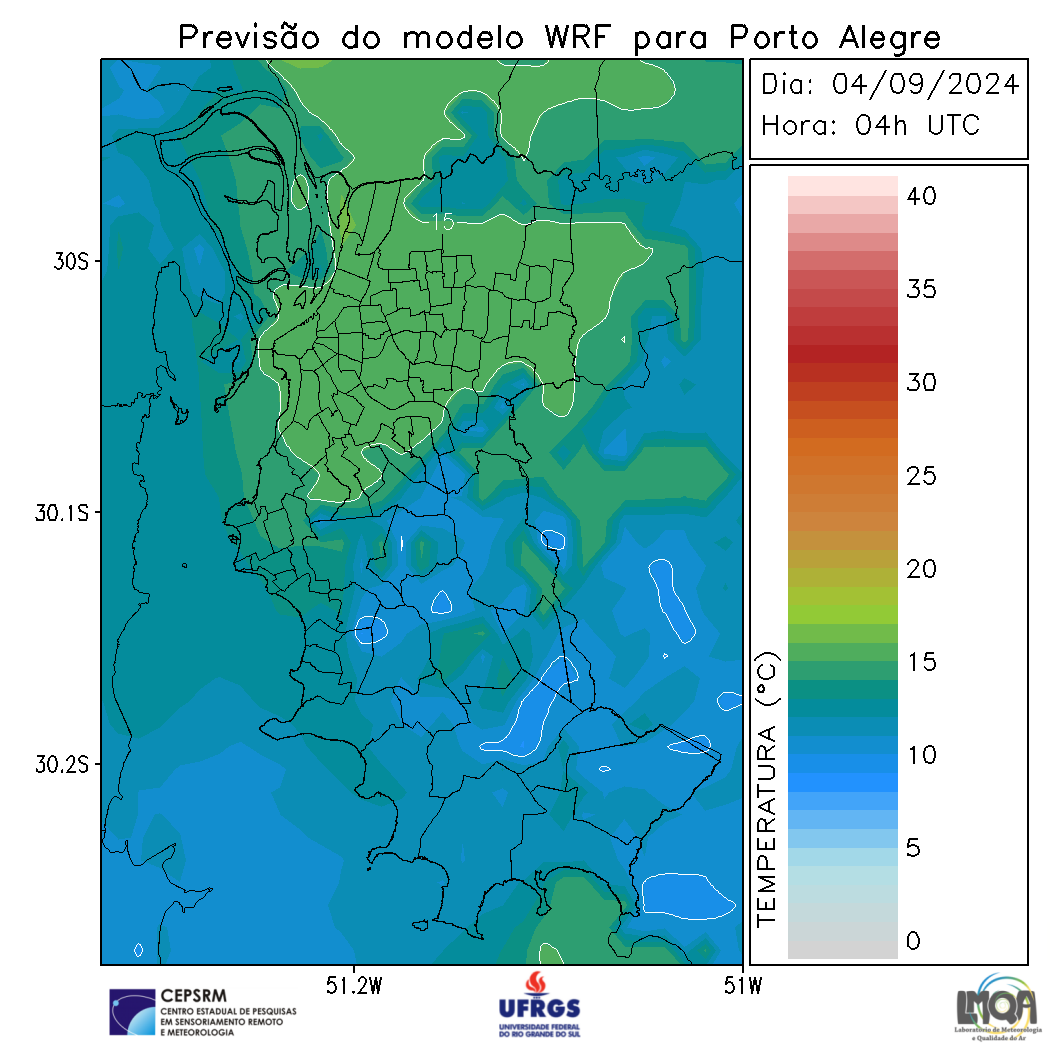 Previsão do modelo WRF para Porto Alegre
Dia: 04/09/2024
Hora: 04h UTC
15
30S
30.1S
30.2S
51.2W
51W
TEMPERATURA (°C)
40
35
30
25
20
15
10
5
0
CEPSRM
CENTRO ESTADUAL DE PESQUISAS
EM SENSORIAMENTO REMOTO
E METEOROLOGIA
UFRGS
UNIVERSIDADE FEDERAL
DO RIO GRANDE DO SUL
LMQA
Laboratório de Meteorologia
e Qualidade do Ar